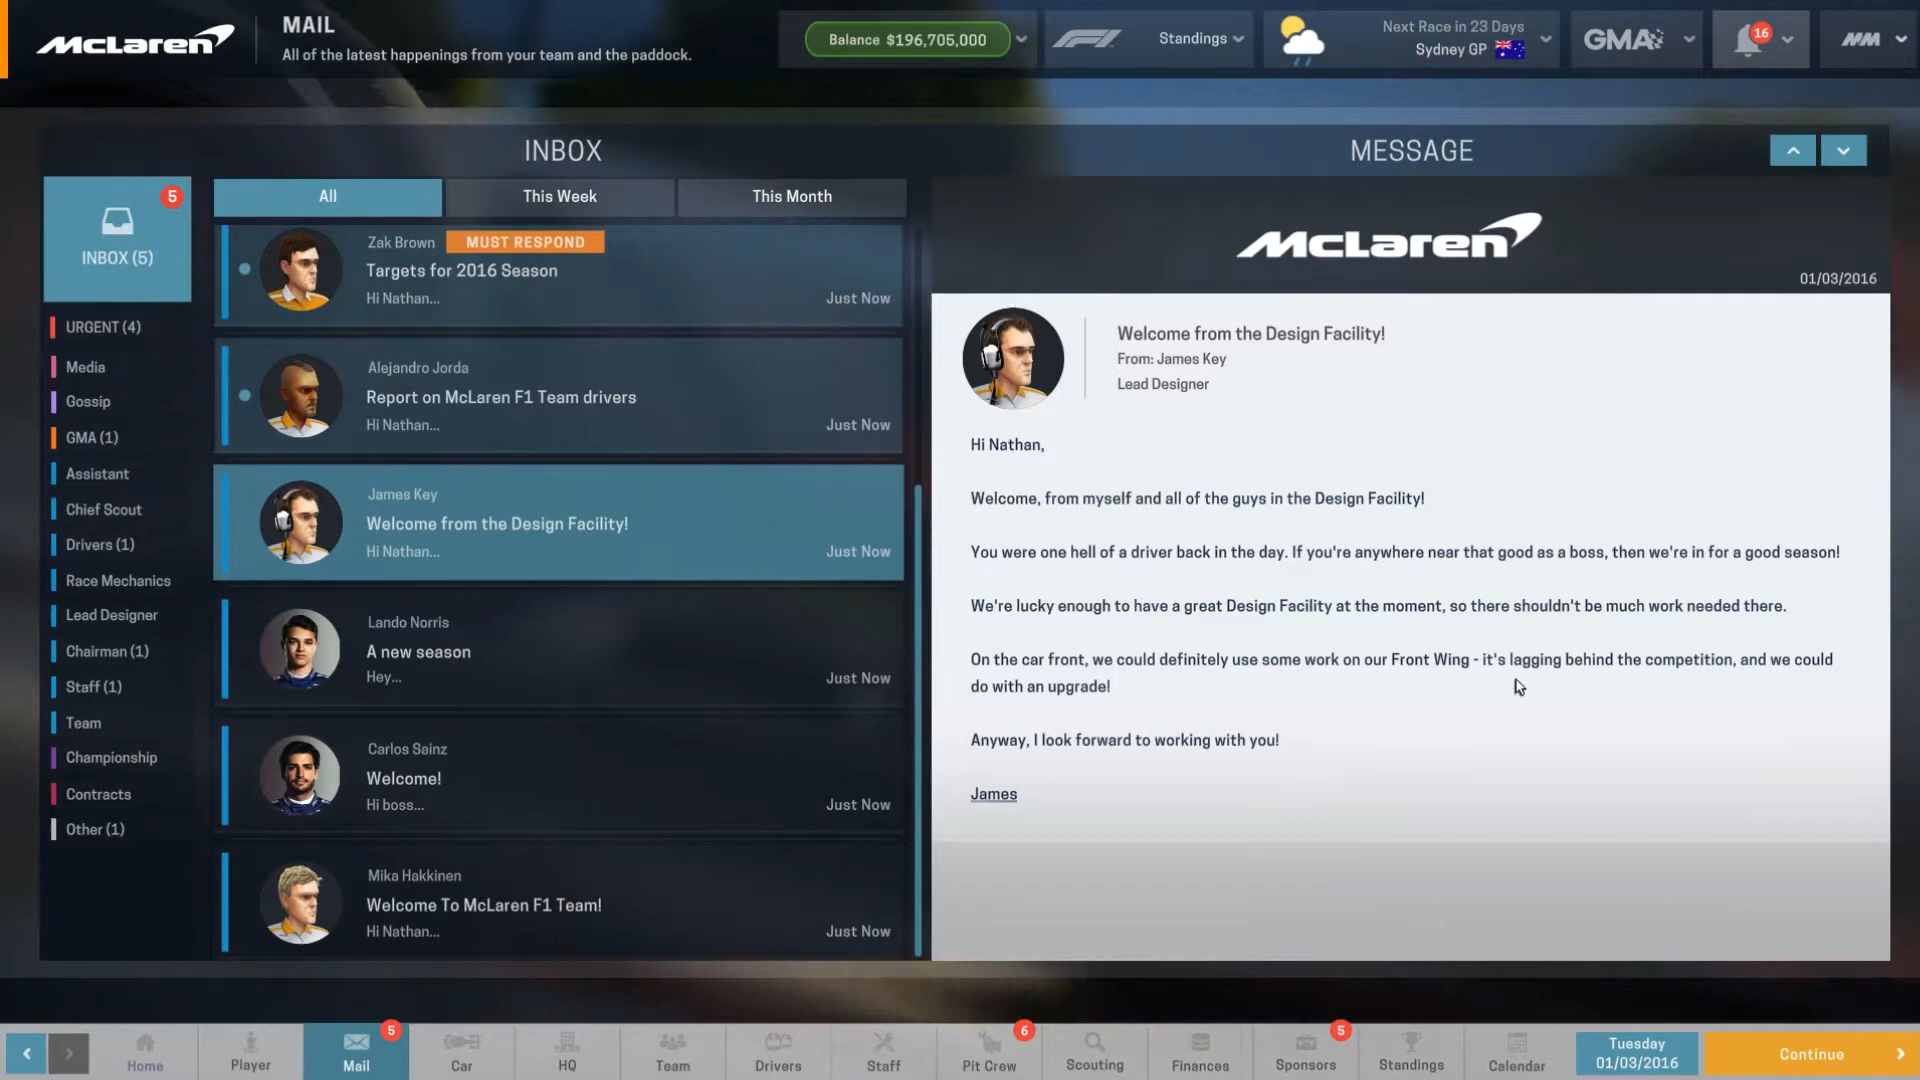 McLaren
MAIL
All of the latest happenings from your team and the paddock.
Balance $196,705,000
Standings
Next Race in 23 Days
Sydney GP
GMA
16
INBOX
MESSAGE
5
INBOX (5)
URGENT (4)
Media
Gossip
GMA (1)
Assistant
Chief Scout
Drivers (1)
Race Mechanics
Lead Designer
Chairman (1)
Staff (1)
Team
Championship
Contracts
Other (1)
All
This Week
This Month
Zak Brown
MUST RESPOND
Targets for 2016 Season
Hi Nathan...
Just Now
Alejandro Jorda
Report on McLaren F1 Team drivers
Hi Nathan...
Just Now
James Key
Welcome from the Design Facility!
Hi Nathan...
Just Now
Lando Norris
A new season
Hey...
Just Now
Carlos Sainz
Welcome!
Hi boss...
Just Now
Mika Hakkinen
Welcome To McLaren F1 Team!
Hi Nathan...
Just Now
McLaren
01/03/2016
Welcome from the Design Facility!
From: James Key
Lead Designer
Hi Nathan,
Welcome, from myself and all of the guys in the Design Facility!
You were one hell of a driver back in the day. If you're anywhere near that good as a boss, then we're in for a good season!
We're lucky enough to have a great Design Facility at the moment, so there shouldn't be much work needed there.
On the car front, we could definitely use some work on our Front Wing - it's lagging behind the competition, and we could
do with an upgrade!
Anyway, I look forward to working with you!
James
Home
Player
5
Mail
Car
HQ
Team
Drivers
Staff
6
Pit Crew
Scouting
Finances
5
Sponsors
Standings
Calendar
Tuesday
01/03/2016
Continue